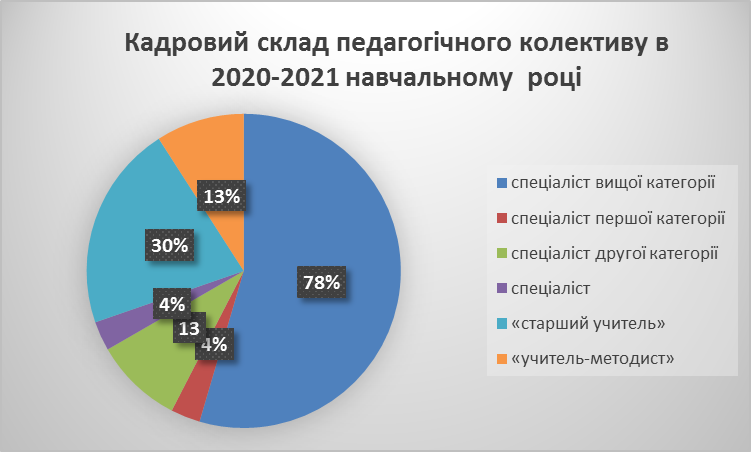 Кадровий склад педагогічного колективу в
2020-2021 навчальному  році
13%
30%
78%
4%
13
4%
спеціаліст вищої категорії
спеціаліст першої категорії
спеціаліст другої категорії
спеціаліст
«старший учитель»
«учитель-методист»